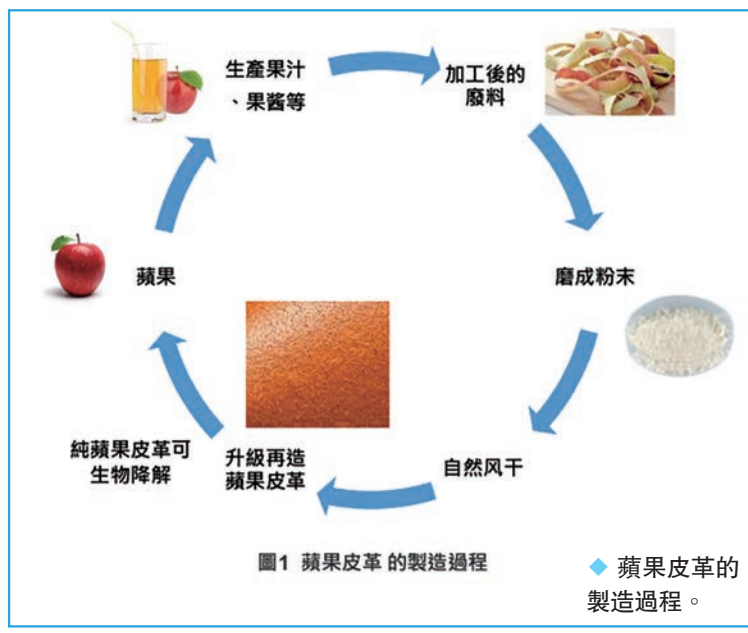 生產果汁
、果醬等
加工後的
廢料
蘋果
磨成粉末
純蘋果皮革可
生物降解
升級再造
蘋果皮革
自然风干
圖1 蘋果皮革 的製造過程
蘋果皮革的
製造過程。